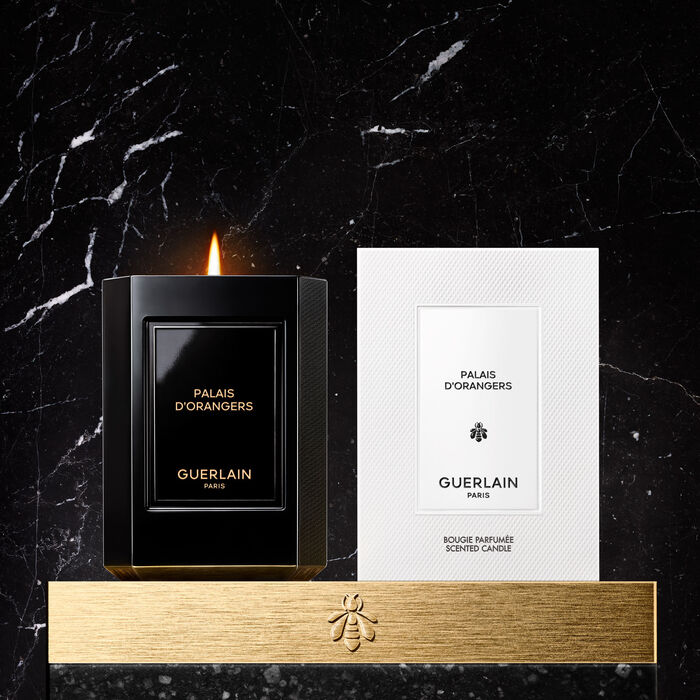 PALAIS
D'ORANGERS
GUERLAIN
PARIS
PALAIS
D'ORANGERS
GUERLAIN
PARIS
BOUGIE PARFUMÉE
SCENTED CANDLE